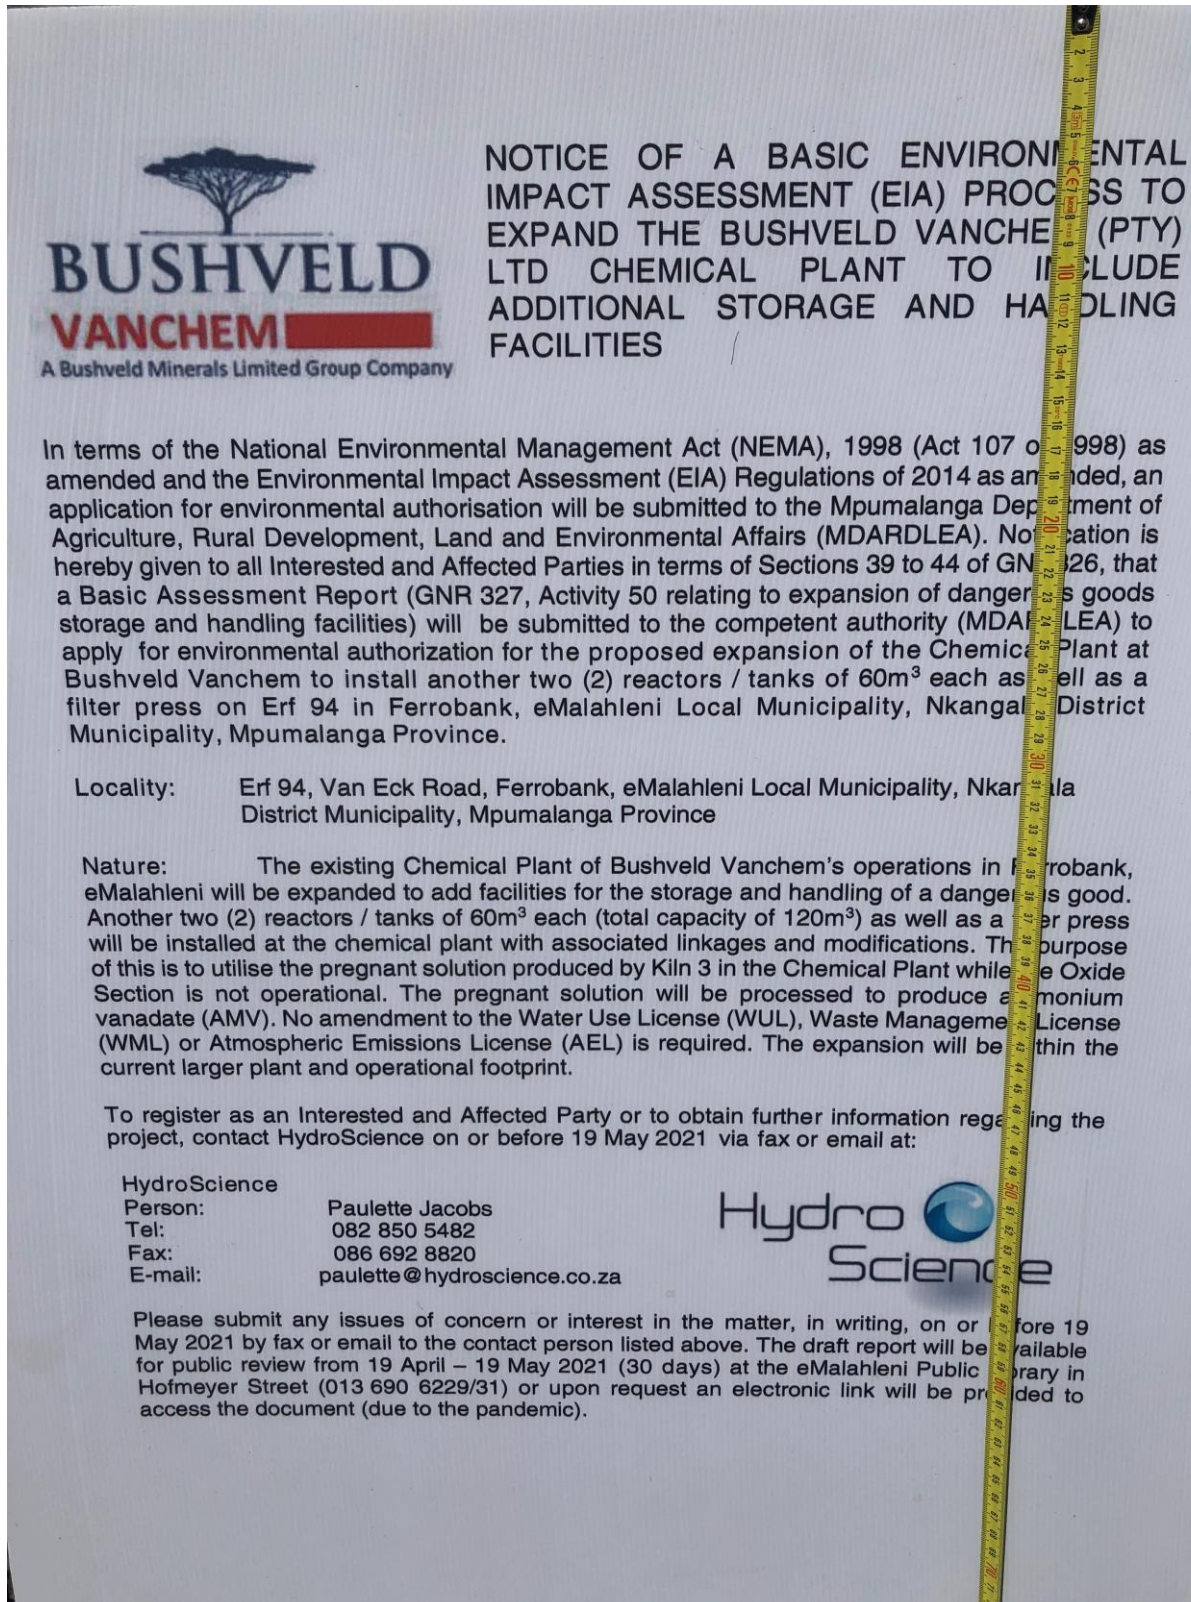 BUSHVELD
VANCHEM
A Bushveld Minerals Limited Group Company
NOTICE OF A BASIC ENVIRONMENTAL
IMPACT ASSESSMENT (EIA) PROCESS TO
EXPAND THE BUSHVELD VANCHEM (PTY)
LTD CHEMICAL PLANT TO INCLUDE
ADDITIONAL STORAGE AND HANDLING
FACILITIES
In terms of the National Environmental Management Act (NEMA), 1998 (Act 107 of 1998) as
amended and the Environmental Impact Assessment (EIA) Regulations of 2014 as amended, an
application for environmental authorisation will be submitted to the Mpumalanga Department of
Agriculture, Rural Development, Land and Environmental Affairs (MDARDLEA). Notification is
hereby given to all Interested and Affected Parties in terms of Sections 39 to 44 of GNR 326, that
a Basic Assessment Report (GNR 327, Activity 50 relating to expansion of dangerous goods
storage and handling facilities) will be submitted to the competent authority (MDARDLEA) to
apply for environmental authorization for the proposed expansion of the Chemical Plant at
Bushveld Vanchem to install another two (2) reactors / tanks of 60m³ each as well as a
filter press on Erf 94 in Ferrobank, eMalahleni Local Municipality, Nkangala District
Municipality, Mpumalanga Province.
Locality: Erf 94, Van Eck Road, Ferrobank, eMalahleni Local Municipality, Nkangala
District Municipality, Mpumalanga Province
Nature: The existing Chemical Plant of Bushveld Vanchem's operations in Ferrobank,
eMalahleni will be expanded to add facilities for the storage and handling of a dangerous good.
Another two (2) reactors / tanks of 60m³ each (total capacity of 120m³) as well as a filter press
will be installed at the chemical plant with associated linkages and modifications. The purpose
of this is to utilise the pregnant solution produced by Kiln 3 in the Chemical Plant while the Oxide
Section is not operational. The pregnant solution will be processed to produce ammonium
vanadate (AMV). No amendment to the Water Use License (WUL), Waste Management License
(WML) or Atmospheric Emissions License (AEL) is required. The expansion will be within the
current larger plant and operational footprint.
To register as an Interested and Affected Party or to obtain further information regarding the
project, contact HydroScience on or before 19 May 2021 via fax or email at:
HydroScience
Person: Paulette Jacobs
Tel: 082 850 5482
Fax: 086 692 8820
E-mail: paulette@hydroscience.co.za
Hydro
Science
Please submit any issues of concern or interest in the matter, in writing, on or before 19
May 2021 by fax or email to the contact person listed above. The draft report will be available
for public review from 19 April – 19 May 2021 (30 days) at the eMalahleni Public Library in
Hofmeyer Street (013 690 6229/31) or upon request an electronic link will be provided to
access the document (due to the pandemic).